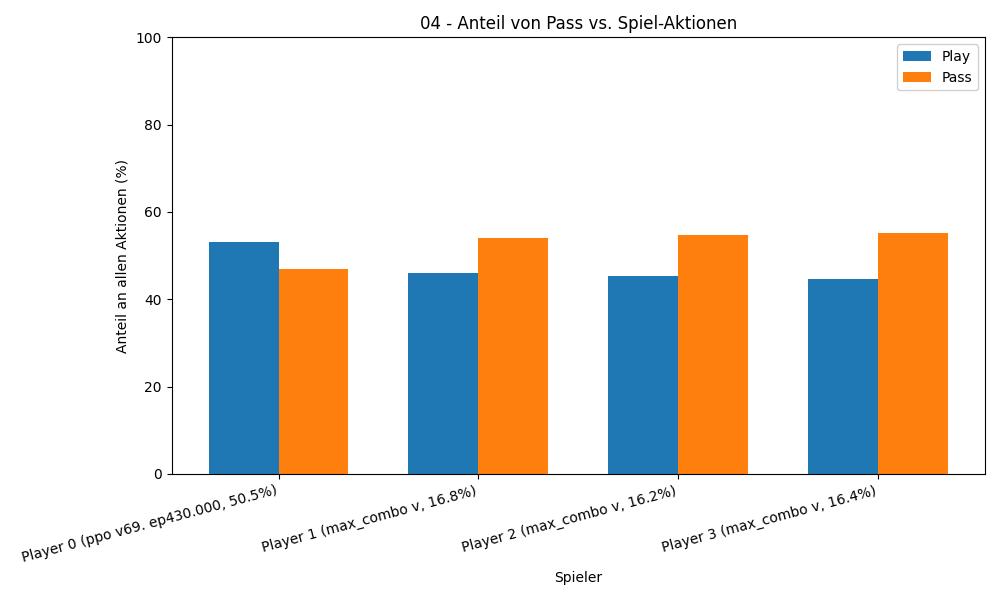 04 - Anteil von Pass vs. Spiel-Aktionen
Play
Pass
Anteil an allen Aktionen (%)
100
80
60
40
20
0
Player 0 (ppo v69. ep430.000, 50.5%)
Player 1 (max_combo v, 16.8%)
Player 2 (max_combo v, 16.2%)
Player 3 (max_combo v, 16.4%)
Spieler